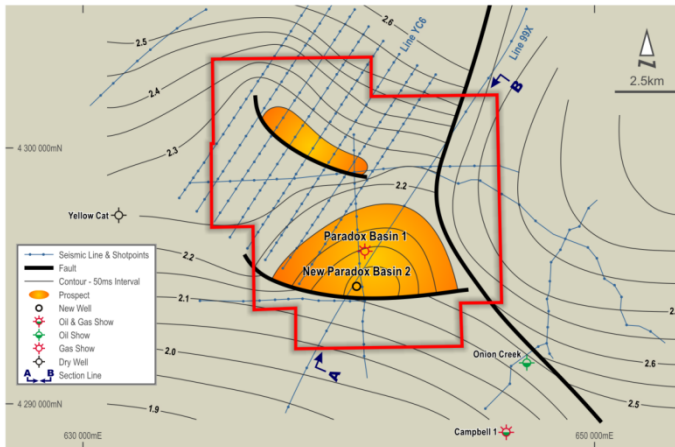 2.5
2.6
Line YC6
Line 99X
B
N
2.5km
2.4
4 300 000mN
2.3
2.2
Yellow Cat
Paradox Basin 1
New Paradox Basin 2
Seismic Line & Shotpoints
Fault
Contour - 50ms Interval
Prospect
New Well
Oil & Gas Show
Oil Show
Gas Show
Dry Well
A B Section Line
2.2
2.1
2.0
1.9
A
Onion Creek
2.6
2.5
2.4
4 290 000mN
Campbell 1
630 000mE
650 000mE